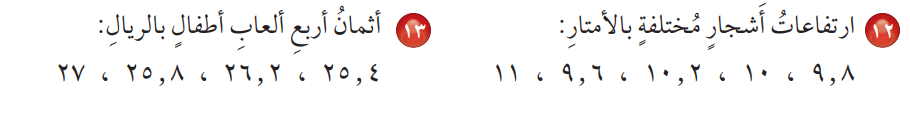 ١٢ ارتفاعاتُ أَشجارٍ مُختلفةٍ بالأمتارِ:
٩,٨ ، ١٠ ، ١٠,٢ ، ٩,٦ ، ١١
١٣ أثمانُ أربعِ ألعابِ أطفالٍ بالريالِ:
٢٥,٤ ، ٢٦,٢ ، ٢٥,٨ ، ٢٧